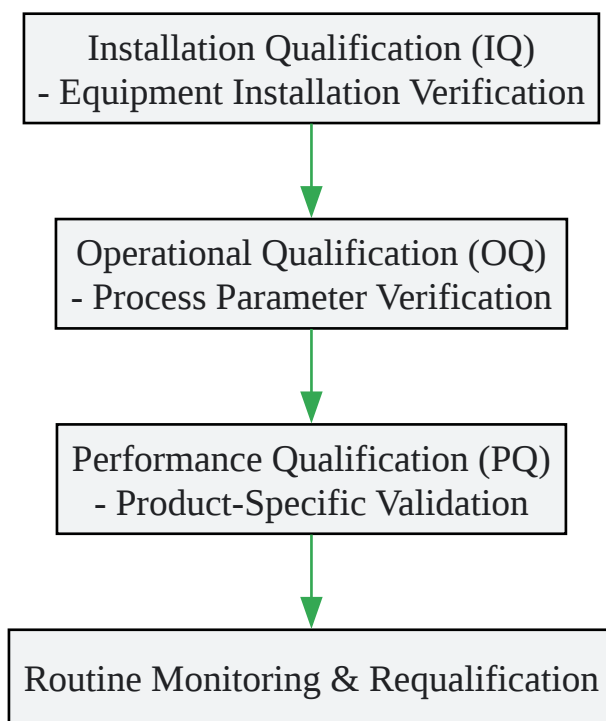 Installation Qualification (IQ)
- Equipment Installation Verification
Operational Qualification (OQ)
- Process Parameter Verification
Performance Qualification (PQ)
- Product-Specific Validation
Routine Monitoring & Requalification